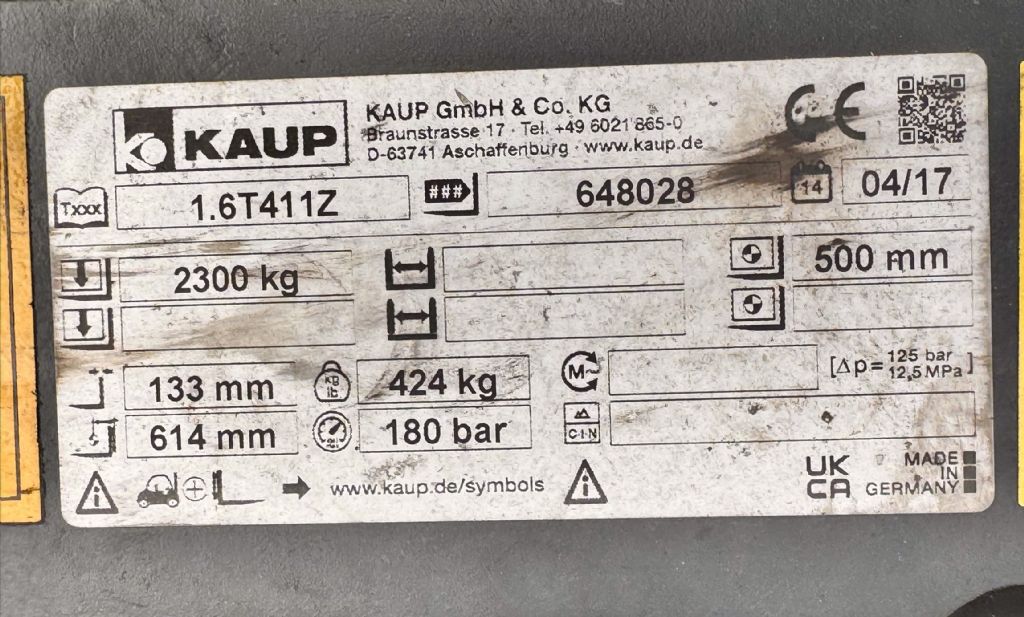 KAUP
KAUP GmbH & Co. KG
Braunstrasse 17 · Tel. +49 6021 865-0
D-63741 Aschaffenburg · www.kaup.de
CE
Txxx 1.6T411Z ### 648028 14 04/17
2300 kg 500 mm
133 mm KG lb. 424 kg M~ [Δp= 125 bar 12,5 MPa]
614 mm 180 bar C-I-N
www.kaup.de/symbols
UK CA
MADE IN GERMANY